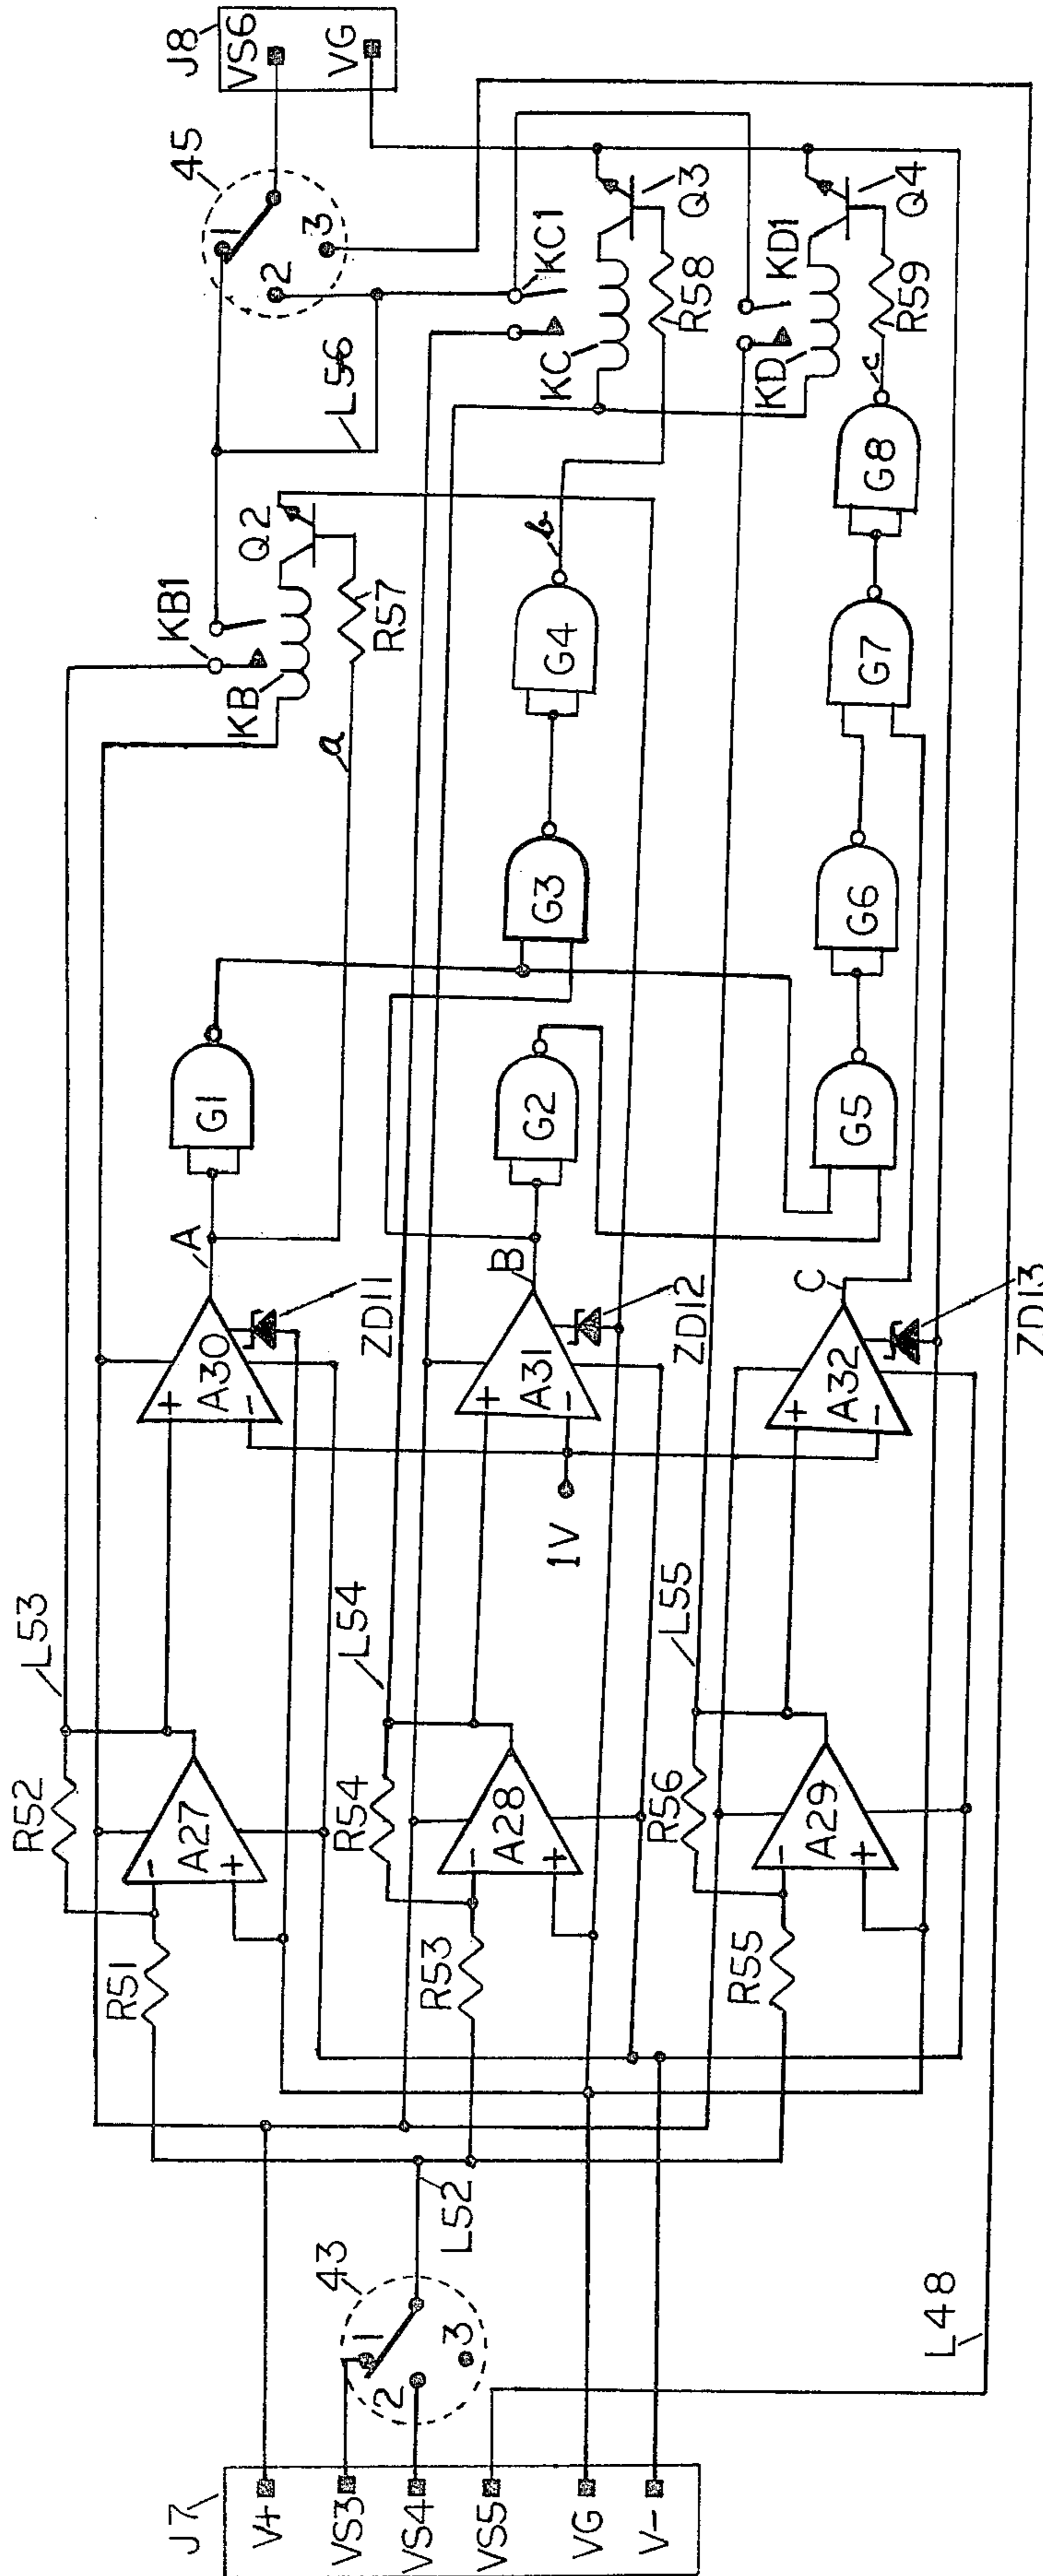 J7
V+
VS3
VS4
VS5
VG
V-
43
1
2
3
L52
L48
R51
R52
A27
-
+
L53
R53
R54
A28
-
+
L54
R55
R56
A29
-
+
L55
1V
A30
+
-
A
ZD11
A31
+
-
B
ZD12
A32
+
-
C
ZD13
G1
G2
G3
G4
G5
G6
G7
G8
a
b
c
KB
KB1
Q2
R57
L56
KC
KC1
Q3
R58
KD
KD1
Q4
R59
45
1
2
3
J8
VS6
VG